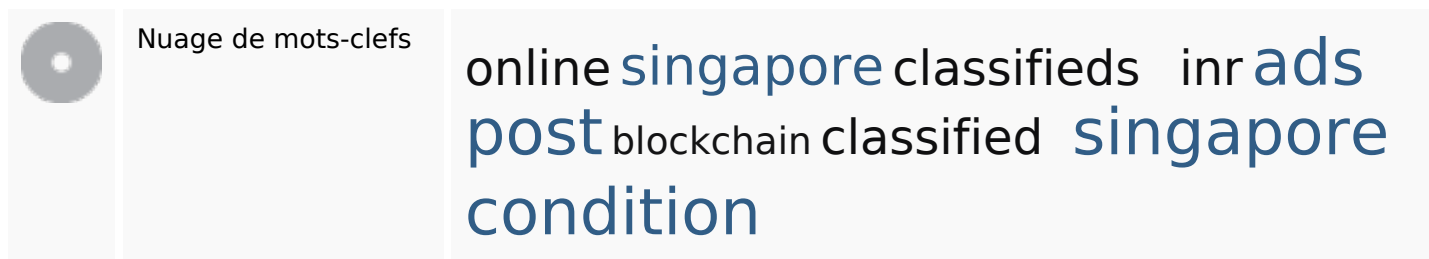 Nuage de mots-clefs
online singapore classifieds inr ads
post blockchain classified singapore
condition